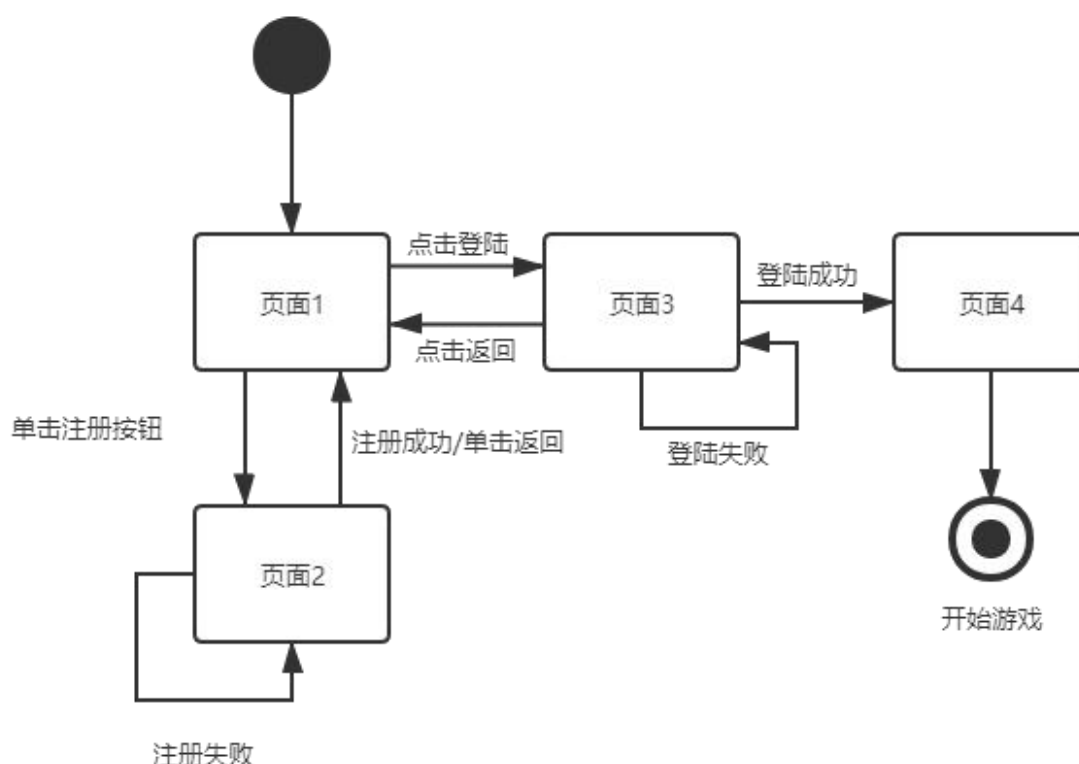 点击登陆
登陆成功
页面1
页面3
页面4
点击返回
单击注册按钮
注册成功/单击返回
登陆失败
页面2
开始游戏
注册失败